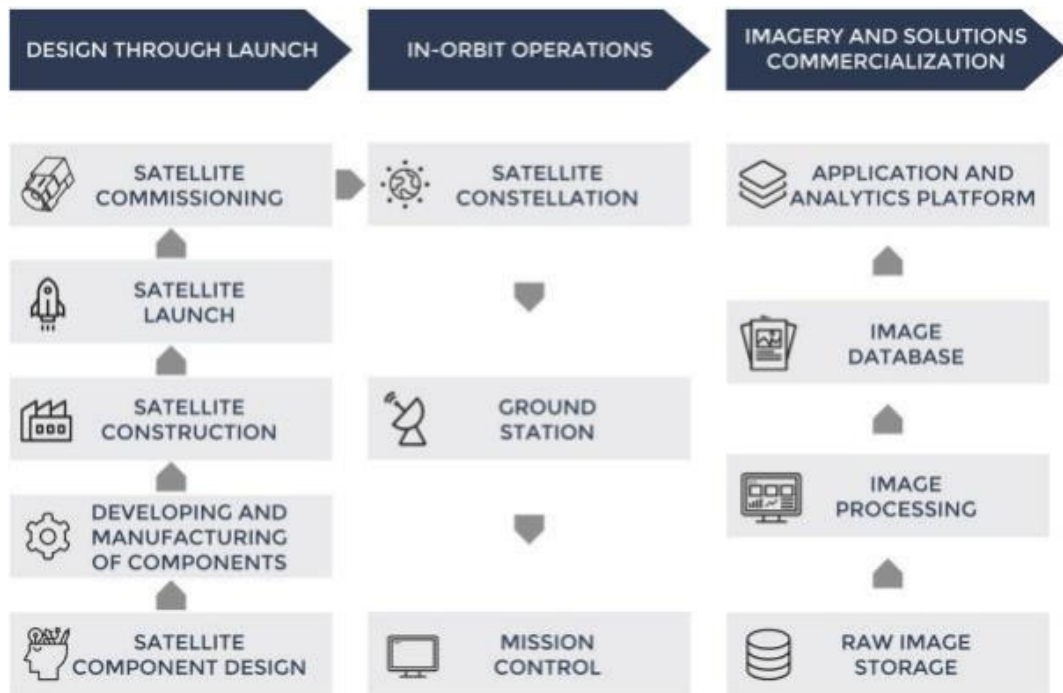 DESIGN THROUGH LAUNCH
IN-ORBIT OPERATIONS
IMAGERY AND SOLUTIONS
COMMERCIALIZATION
SATELLITE
COMMISSIONING
SATELLITE
LAUNCH
SATELLITE
CONSTRUCTION
DEVELOPING AND
MANUFACTURING
OF COMPONENTS
SATELLITE
COMPONENT DESIGN
SATELLITE
CONSTELLATION
GROUND
STATION
MISSION
CONTROL
APPLICATION AND
ANALYTICS PLATFORM
IMAGE
DATABASE
IMAGE
PROCESSING
RAW IMAGE
STORAGE